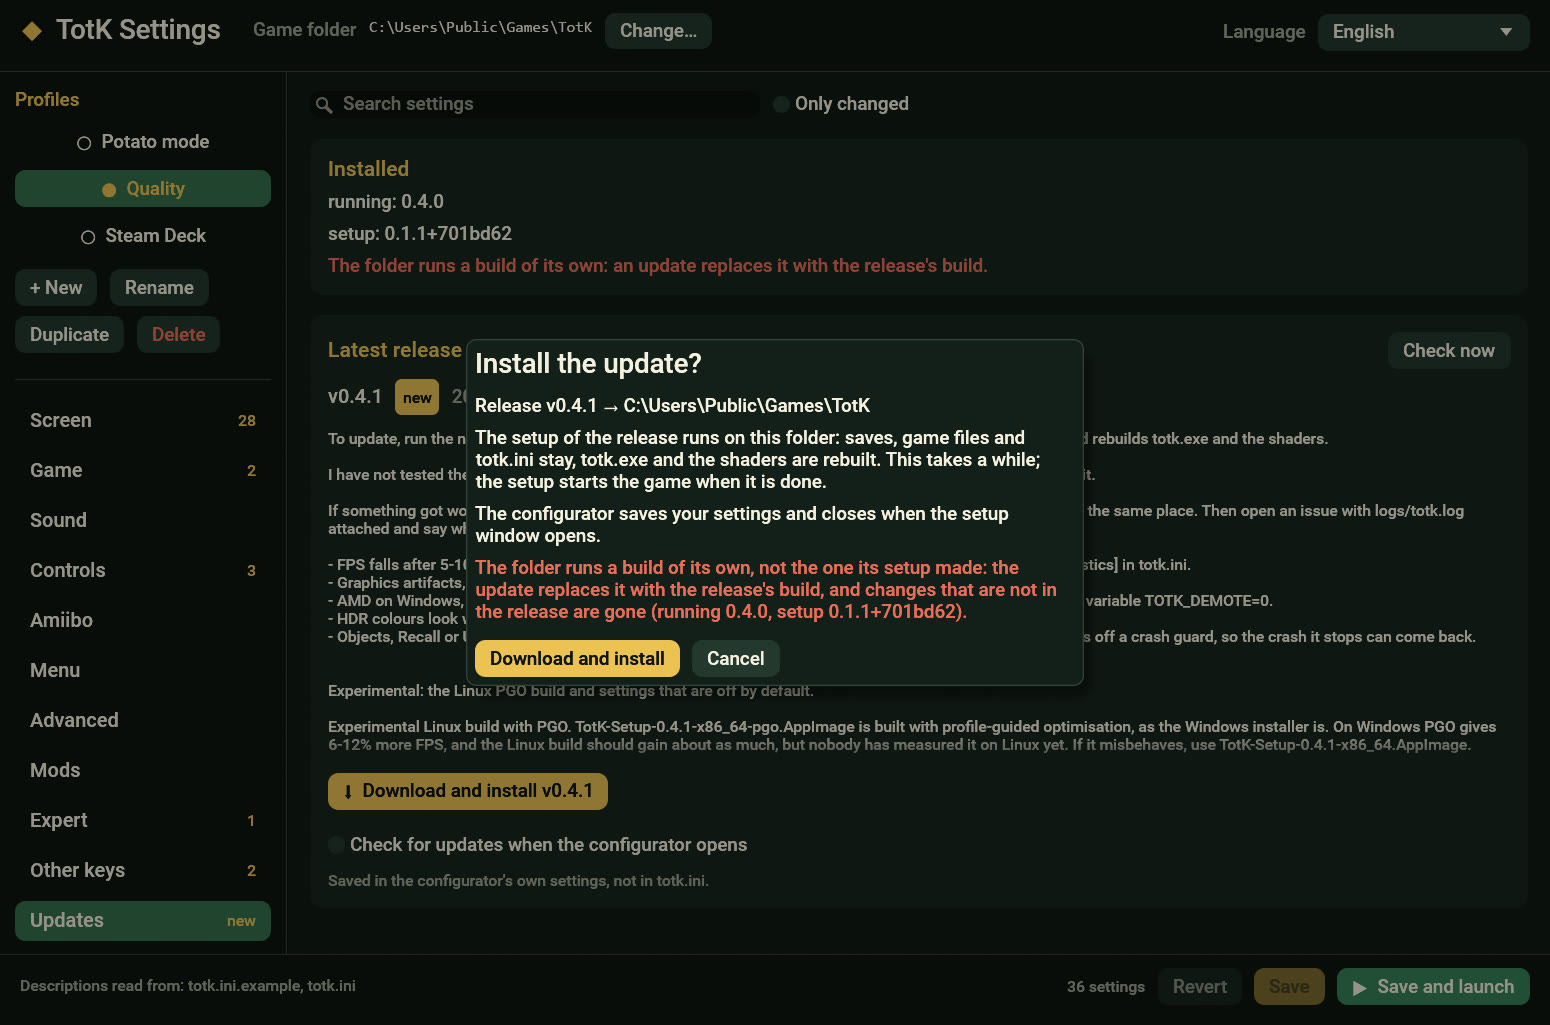 TotK Settings
Game folder
C:\Users\Public\Games\TotK
Change...
Language
English
Profiles
Potato mode
Quality
Steam Deck
+ New
Rename
Duplicate
Delete
Screen 28
Game 2
Sound
Controls 3
Amiibo
Menu
Advanced
Mods
Expert 1
Other keys 2
Updates new
Search settings
Only changed
Installed
running: 0.4.0
setup: 0.1.1+701bd62
The folder runs a build of its own: an update replaces it with the release's build.
Latest release
Check now
v0.4.1 new 20
To update, run the
rebuilds totk.exe and the shaders.
I have not tested the
it.
If something got
the same place. Then open an issue with logs/totk.log
attached and say
- FPS falls after 5-10
in totk.ini.
- Graphics artifacts,
- AMD on Windows,
variable TOTK_DEMOTE=0.
- HDR colours look
- Objects, Recall or
off a crash guard, so the crash it stops can come back.
Install the update?
Release v0.4.1 → C:\Users\Public\Games\TotK
The setup of the release runs on this folder: saves, game files and
totk.ini stay, totk.exe and the shaders are rebuilt. This takes a while;
the setup starts the game when it is done.
The configurator saves your settings and closes when the setup
window opens.
The folder runs a build of its own, not the one its setup made: the
update replaces it with the release's build, and changes that are not in
the release are gone (running 0.4.0, setup 0.1.1+701bd62).
Download and install
Cancel
Experimental: the Linux PGO build and settings that are off by default.
Experimental Linux build with PGO. TotK-Setup-0.4.1-x86_64-pgo.AppImage is built with profile-guided optimisation, as the Windows installer is. On Windows PGO gives
6-12% more FPS, and the Linux build should gain about as much, but nobody has measured it on Linux yet. If it misbehaves, use TotK-Setup-0.4.1-x86_64.AppImage.
Download and install v0.4.1
Check for updates when the configurator opens
Saved in the configurator's own settings, not in totk.ini.
Descriptions read from: totk.ini.example, totk.ini
36 settings
Revert
Save
Save and launch